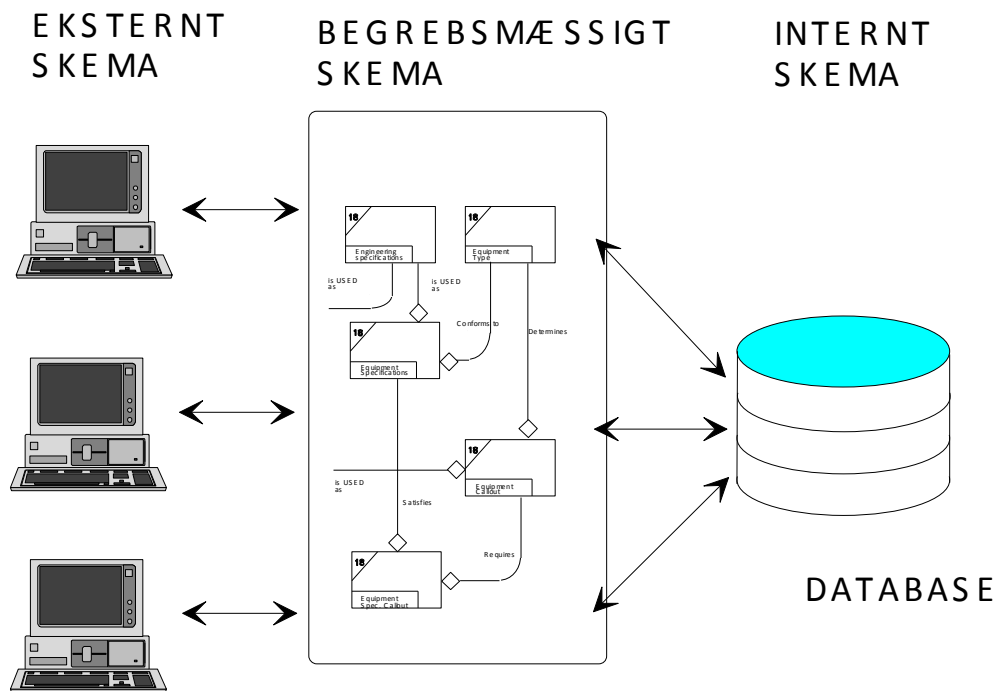 EKSTERNT
SKEMA
BEGREBSMÆSSIGT
SKEMA
INTERNT
SKEMA
18
Engineering
specifications
18
Equipment
Type
is USED
as
is USED
as
18
Equipment
Specifications
Conforms to
Determines
18
Equipment
Callout
is USED
as
Satisfies
18
Equipment
Spec. Callout
Requires
DATABASE